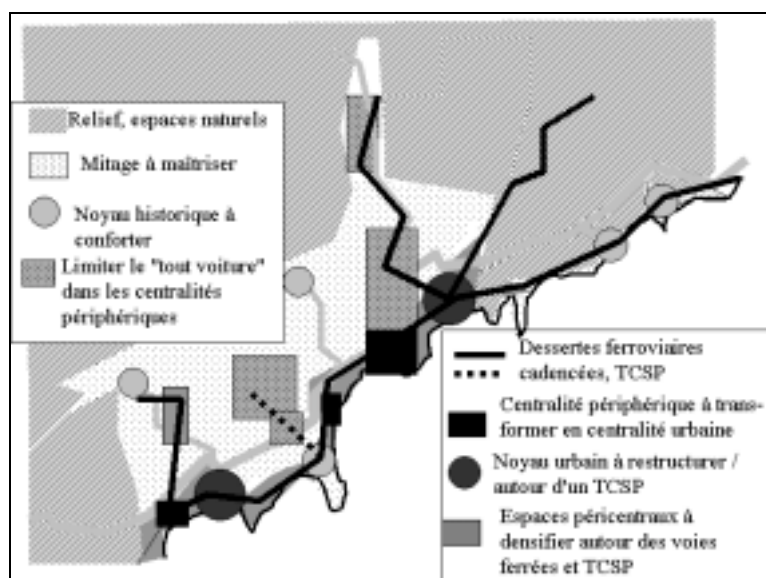 Relief, espaces naturels
Mitage à maîtriser
Noyau historique à
conforter
Limiter le "tout voiture"
dans les centralités
périphériques
Dessertes ferroviaires
cadencées, TCSP
Centralité périphérique à trans-
former en centralité urbaine
Noyau urbain à restructurer /
autour d'un TCSP
Espaces péricentraux à
densifier autour des voies
ferrées et TCSP